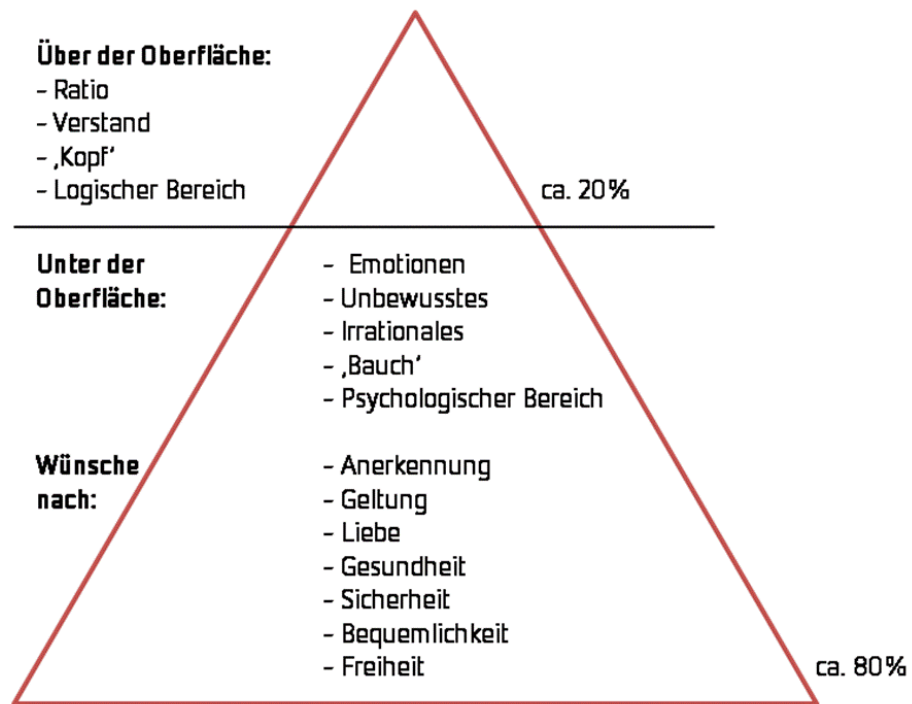 Über der Oberfläche:
- Ratio
- Verstand
- ‚Kopf‘
- Logischer Bereich
ca. 20%
Unter der
Oberfläche:
- Emotionen
- Unbewusstes
- Irrationales
- ‚Bauch‘
- Psychologischer Bereich
Wünsche
nach:
- Anerkennung
- Geltung
- Liebe
- Gesundheit
- Sicherheit
- Bequemlichkeit
- Freiheit
ca. 80%